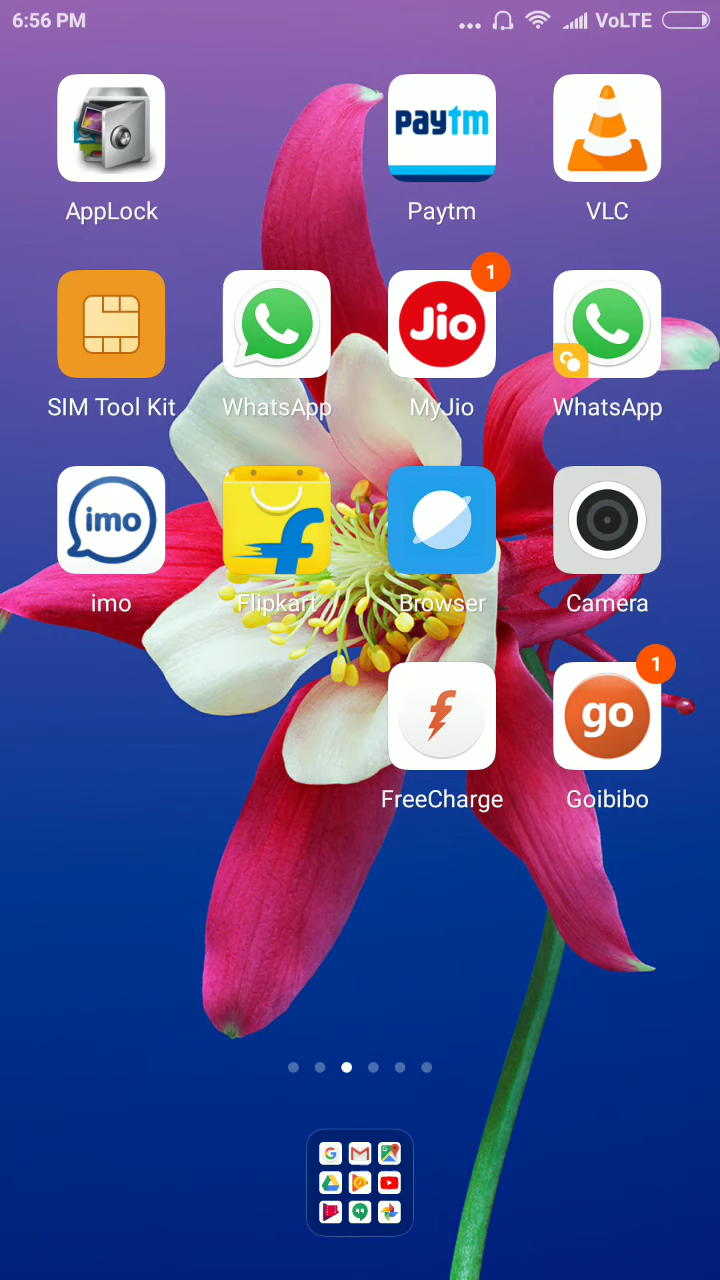 6:56 PM ... VoLTE
paytm
AppLock Paytm VLC
1
Jio
SIM Tool Kit WhatsApp MyJio WhatsApp
imo f
imo Flipkart Browser Camera
1
f go
FreeCharge Goibibo
G M